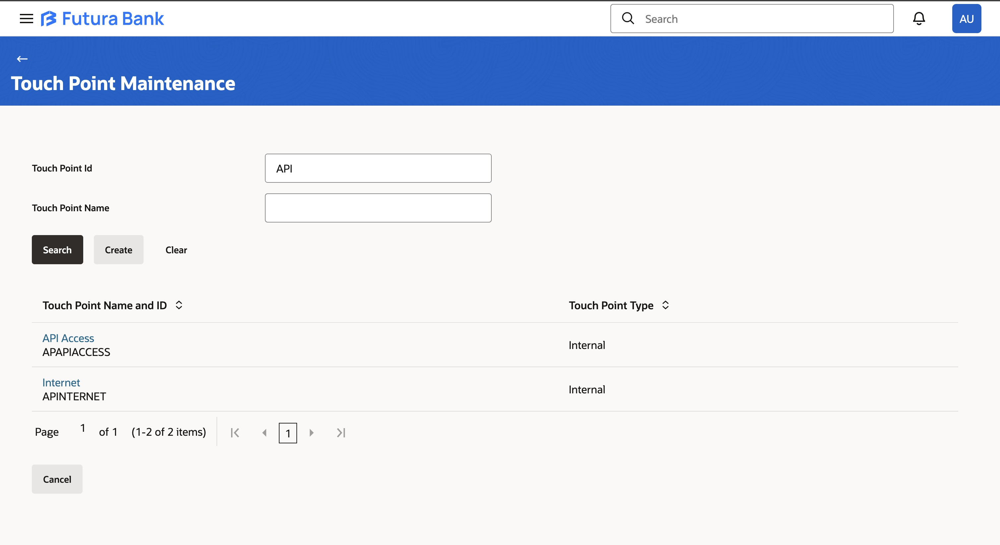 Futura Bank
Search
AU
Touch Point Maintenance
Touch Point Id
API
Touch Point Name
Search Create Clear
Touch Point Name and ID Touch Point Type
API Access
APAPIACCESS
Internal
Internet
APINTERNET
Internal
Page 1 of 1 (1-2 of 2 items) 1
Cancel